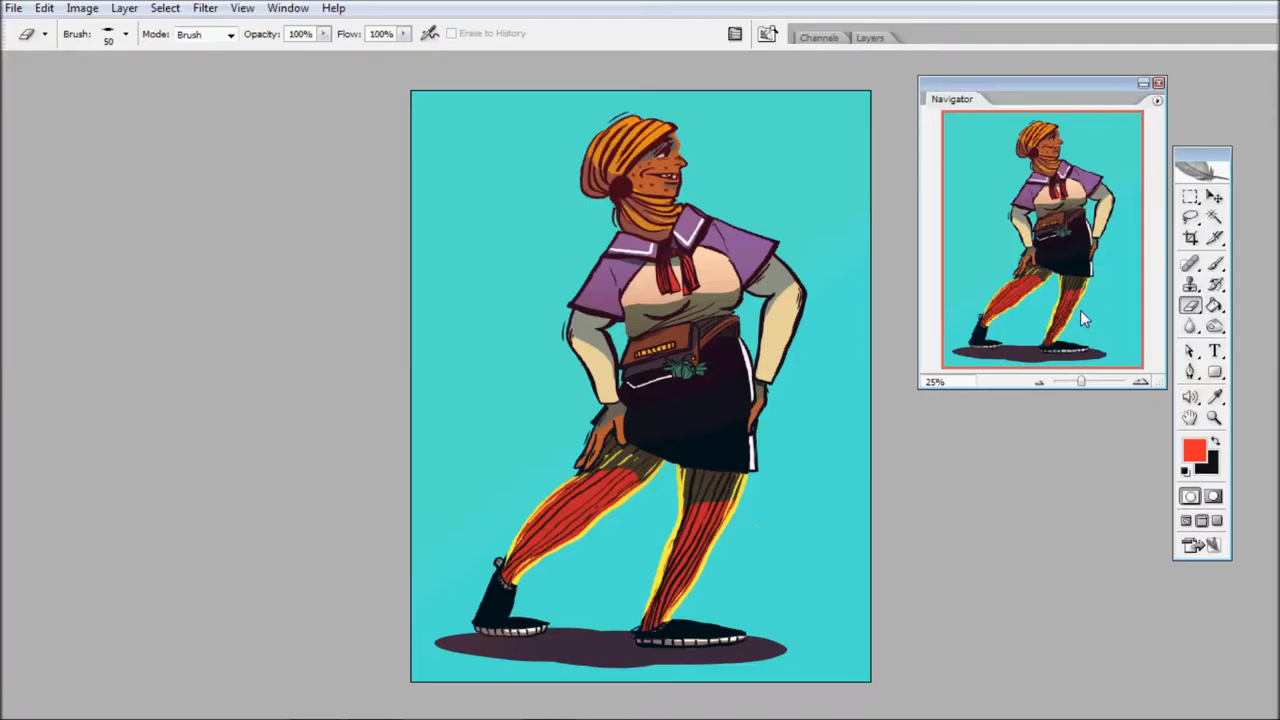 File Edit Image Layer Select Filter View Window Help
Brush: 50 Mode: Brush Opacity: 100% Flow: 100% Erase to History Channels Layers
Navigator
25%
T